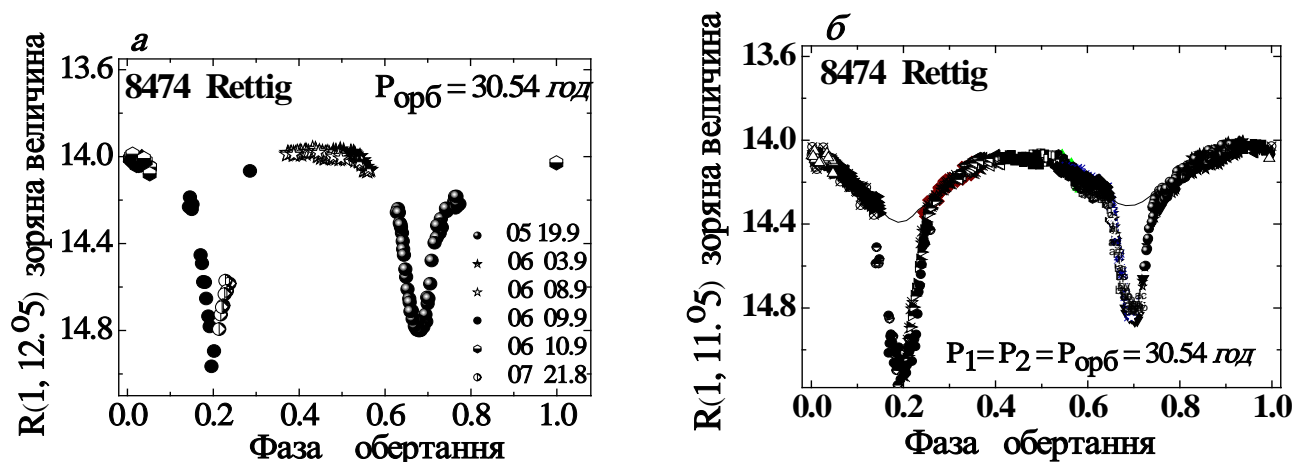 а
8474 Rettig
Pорб = 30.54 год
13.6
14.0
14.4
14.8
R(1, 12.º5) зоряна величина
05 19.9
06 03.9
06 08.9
06 09.9
06 10.9
07 21.8
0.0 0.2 0.4 0.6 0.8 1.0
Фаза обертання
б
8474 Rettig
13.6
14.0
14.4
14.8
R(1, 11.º5) зоряна величина
P1= P2 = Pорб = 30.54 год
0.0 0.2 0.4 0.6 0.8 1.0
Фаза обертання